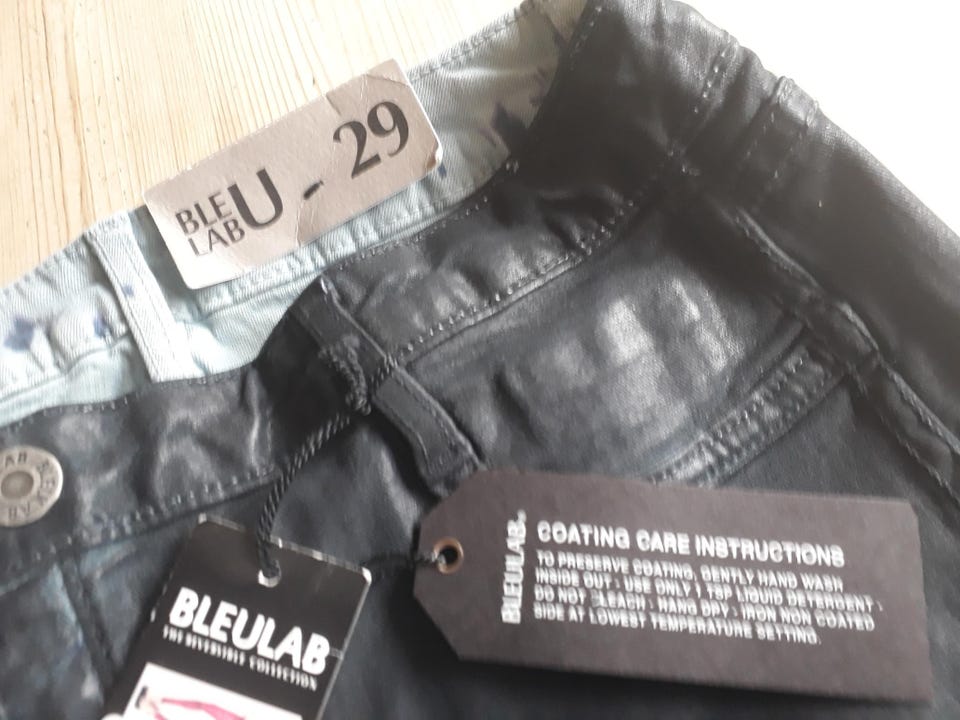 BLEU - 29
LAB
BLEULAB
BLEULAB
THE REVERSIBLE COLLECTION
BLEULAB.
COATING CARE INSTRUCTIONS
TO PRESERVE COATING, GENTLY HAND WASH
INSIDE OUT : USE ONLY 1 TSP LIQUID DETERGENT :
DO NOT BLEACH : HANG DRY : IRON NON COATED
SIDE AT LOWEST TEMPERATURE SETTING.